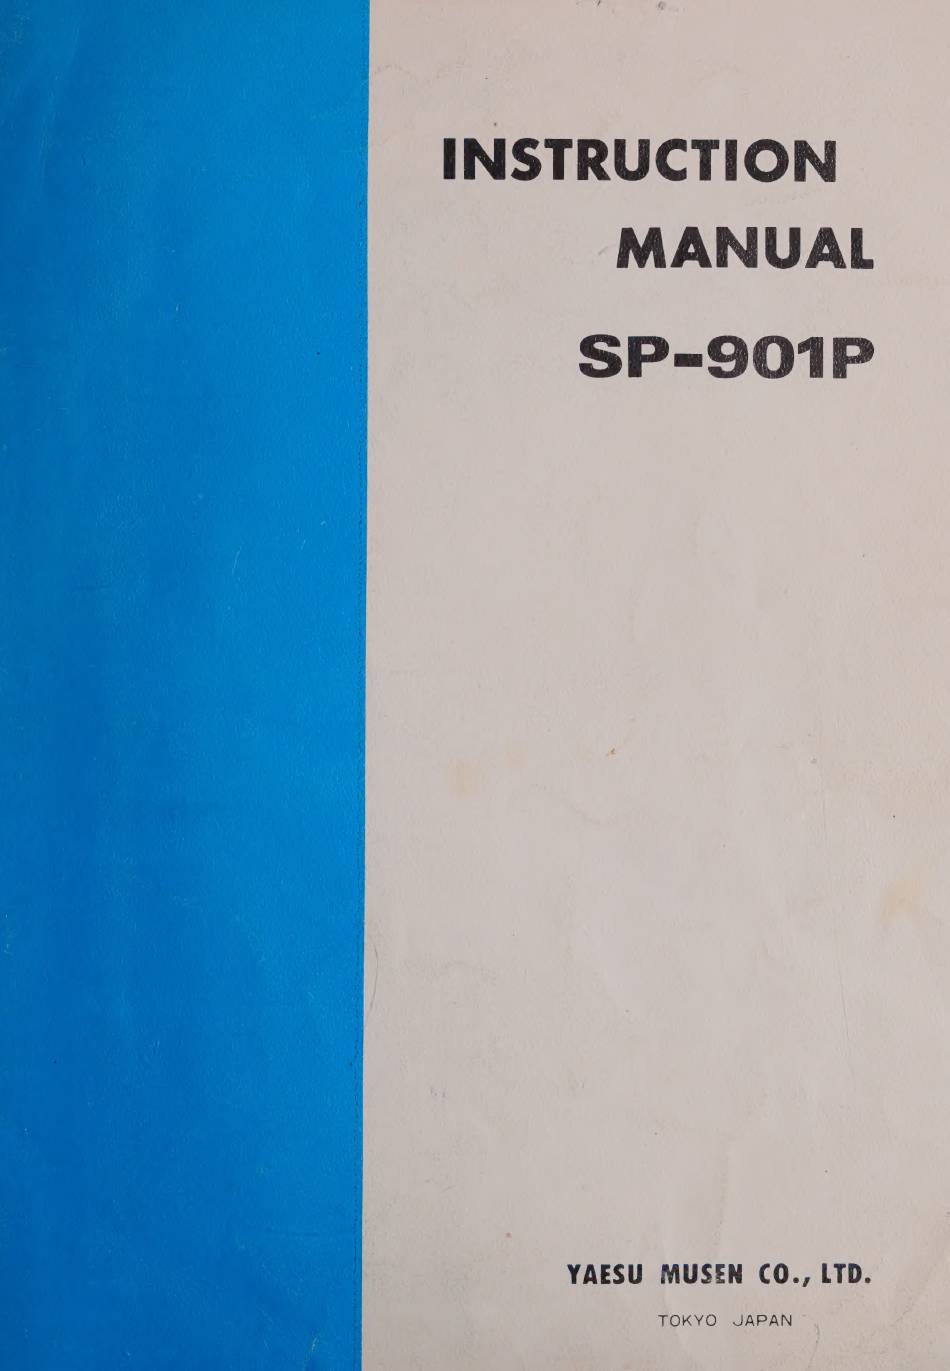 INSTRUCTION
MANUAL
SP-901P
YAESU MUSEN CO., LTD.
TOKYO JAPAN